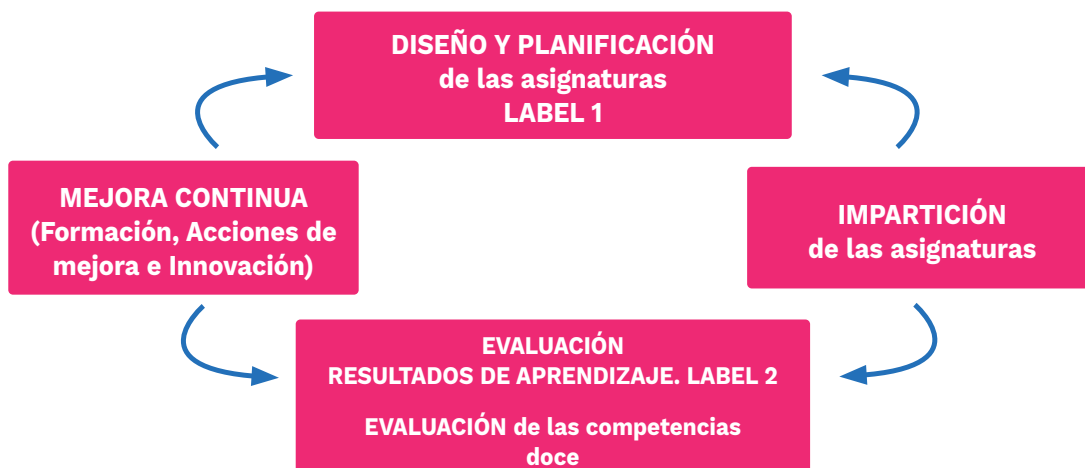 DISEÑO Y PLANIFICACIÓN
de las asignaturas
LABEL 1
MEJORA CONTINUA
(Formación, Acciones de
mejora e Innovación)
IMPARTICIÓN
de las asignaturas
EVALUACIÓN
RESULTADOS DE APRENDIZAJE. LABEL 2
EVALUACIÓN de las competencias
doce